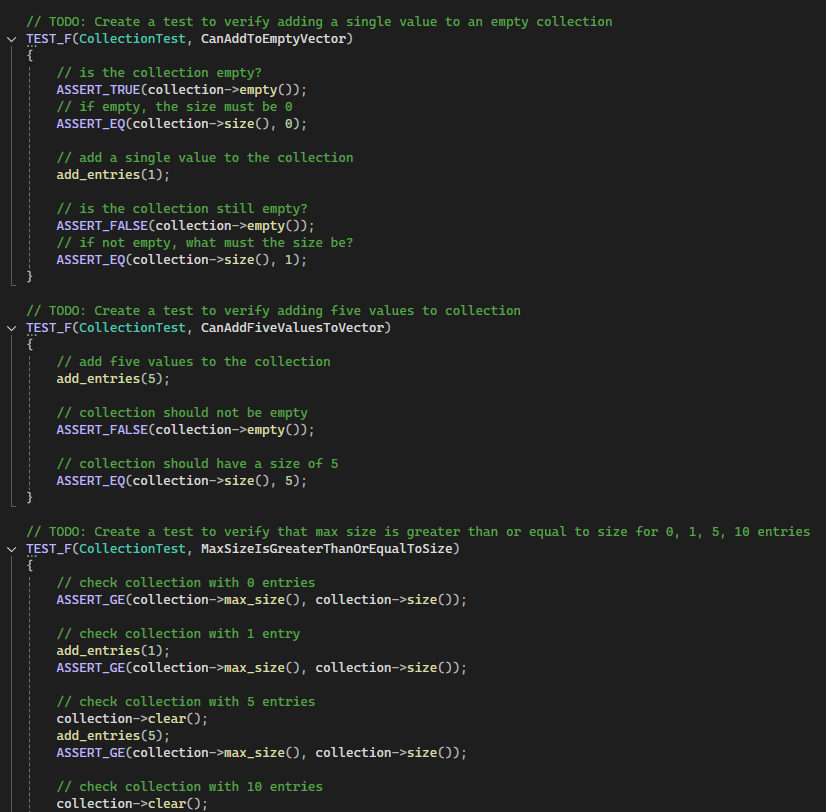 // TODO: Create a test to verify adding a single value to an empty collection
TEST_F(CollectionTest, CanAddToEmptyVector)
{
    // is the collection empty?
    ASSERT_TRUE(collection->empty());
    // if empty, the size must be 0
    ASSERT_EQ(collection->size(), 0);

    // add a single value to the collection
    add_entries(1);

    // is the collection still empty?
    ASSERT_FALSE(collection->empty());
    // if not empty, what must the size be?
    ASSERT_EQ(collection->size(), 1);
}

// TODO: Create a test to verify adding five values to collection
TEST_F(CollectionTest, CanAddFiveValuesToVector)
{
    // add five values to the collection
    add_entries(5);

    // collection should not be empty
    ASSERT_FALSE(collection->empty());

    // collection should have a size of 5
    ASSERT_EQ(collection->size(), 5);
}

// TODO: Create a test to verify that max size is greater than or equal to size for 0, 1, 5, 10 entries
TEST_F(CollectionTest, MaxSizeIsGreaterThanOrEqualToSize)
{
    // check collection with 0 entries
    ASSERT_GE(collection->max_size(), collection->size());

    // check collection with 1 entry
    add_entries(1);
    ASSERT_GE(collection->max_size(), collection->size());

    // check collection with 5 entries
    collection->clear();
    add_entries(5);
    ASSERT_GE(collection->max_size(), collection->size());

    // check collection with 10 entries
    collection->clear();